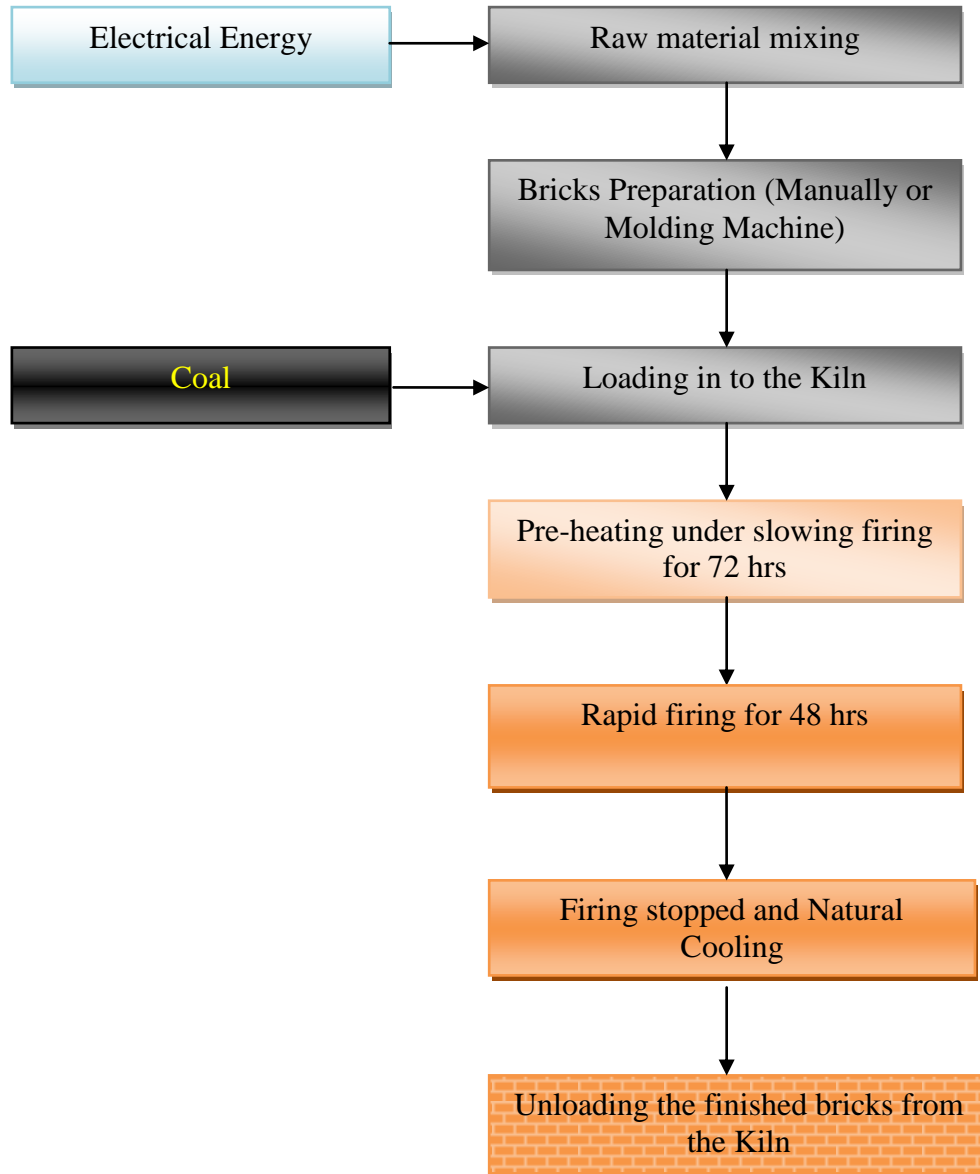 Electrical Energy
Raw material mixing
Bricks Preparation (Manually or
Molding Machine)
Coal
Loading in to the Kiln
Pre-heating under slowing firing
for 72 hrs
Rapid firing for 48 hrs
Firing stopped and Natural
Cooling
Unloading the finished bricks from
the Kiln